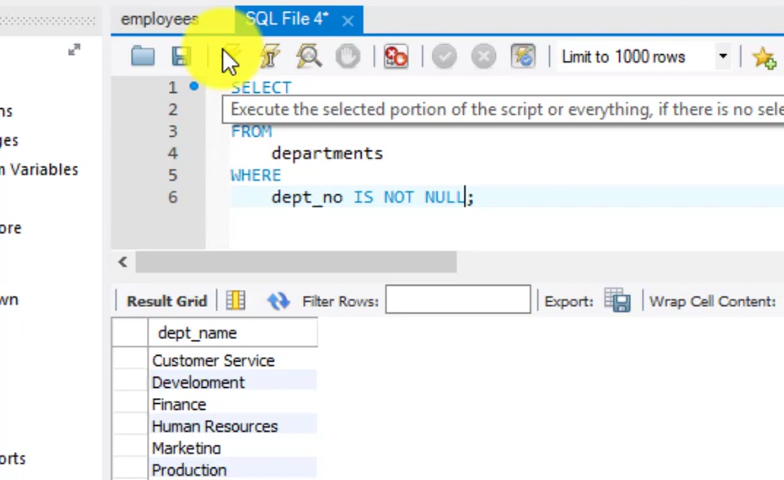 employees SQL File 4*
Limit to 1000 rows
1 SELECT
2 Execute the selected portion of the script or everything, if there is no sele
3 FROM
4 departments
5 WHERE
6 dept_no IS NOT NULL;
ns
ges
m Variables
ore
wn
orts
Result Grid Filter Rows: Export: Wrap Cell Content:
dept_name
Customer Service
Development
Finance
Human Resources
Marketing
Production